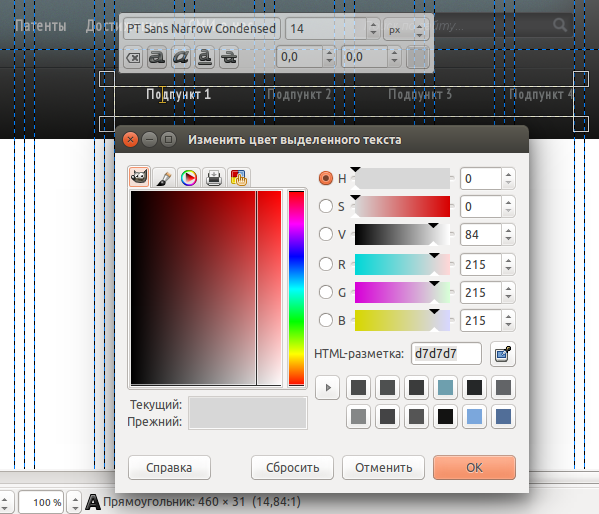 Патенты
PT Sans Narrow Condensed 14 px
0,0 0,0
Подпункт 1 Подпункт 2 Подпункт 3 Подпункт 4
Изменить цвет выделенного текста
H 0
S 0
V 84
R 215
G 215
B 215
HTML-разметка: d7d7d7
Текущий:
Прежний:
Справка Сбросить Отменить OK
100 % Прямоугольник: 460 × 31 (14,84:1)